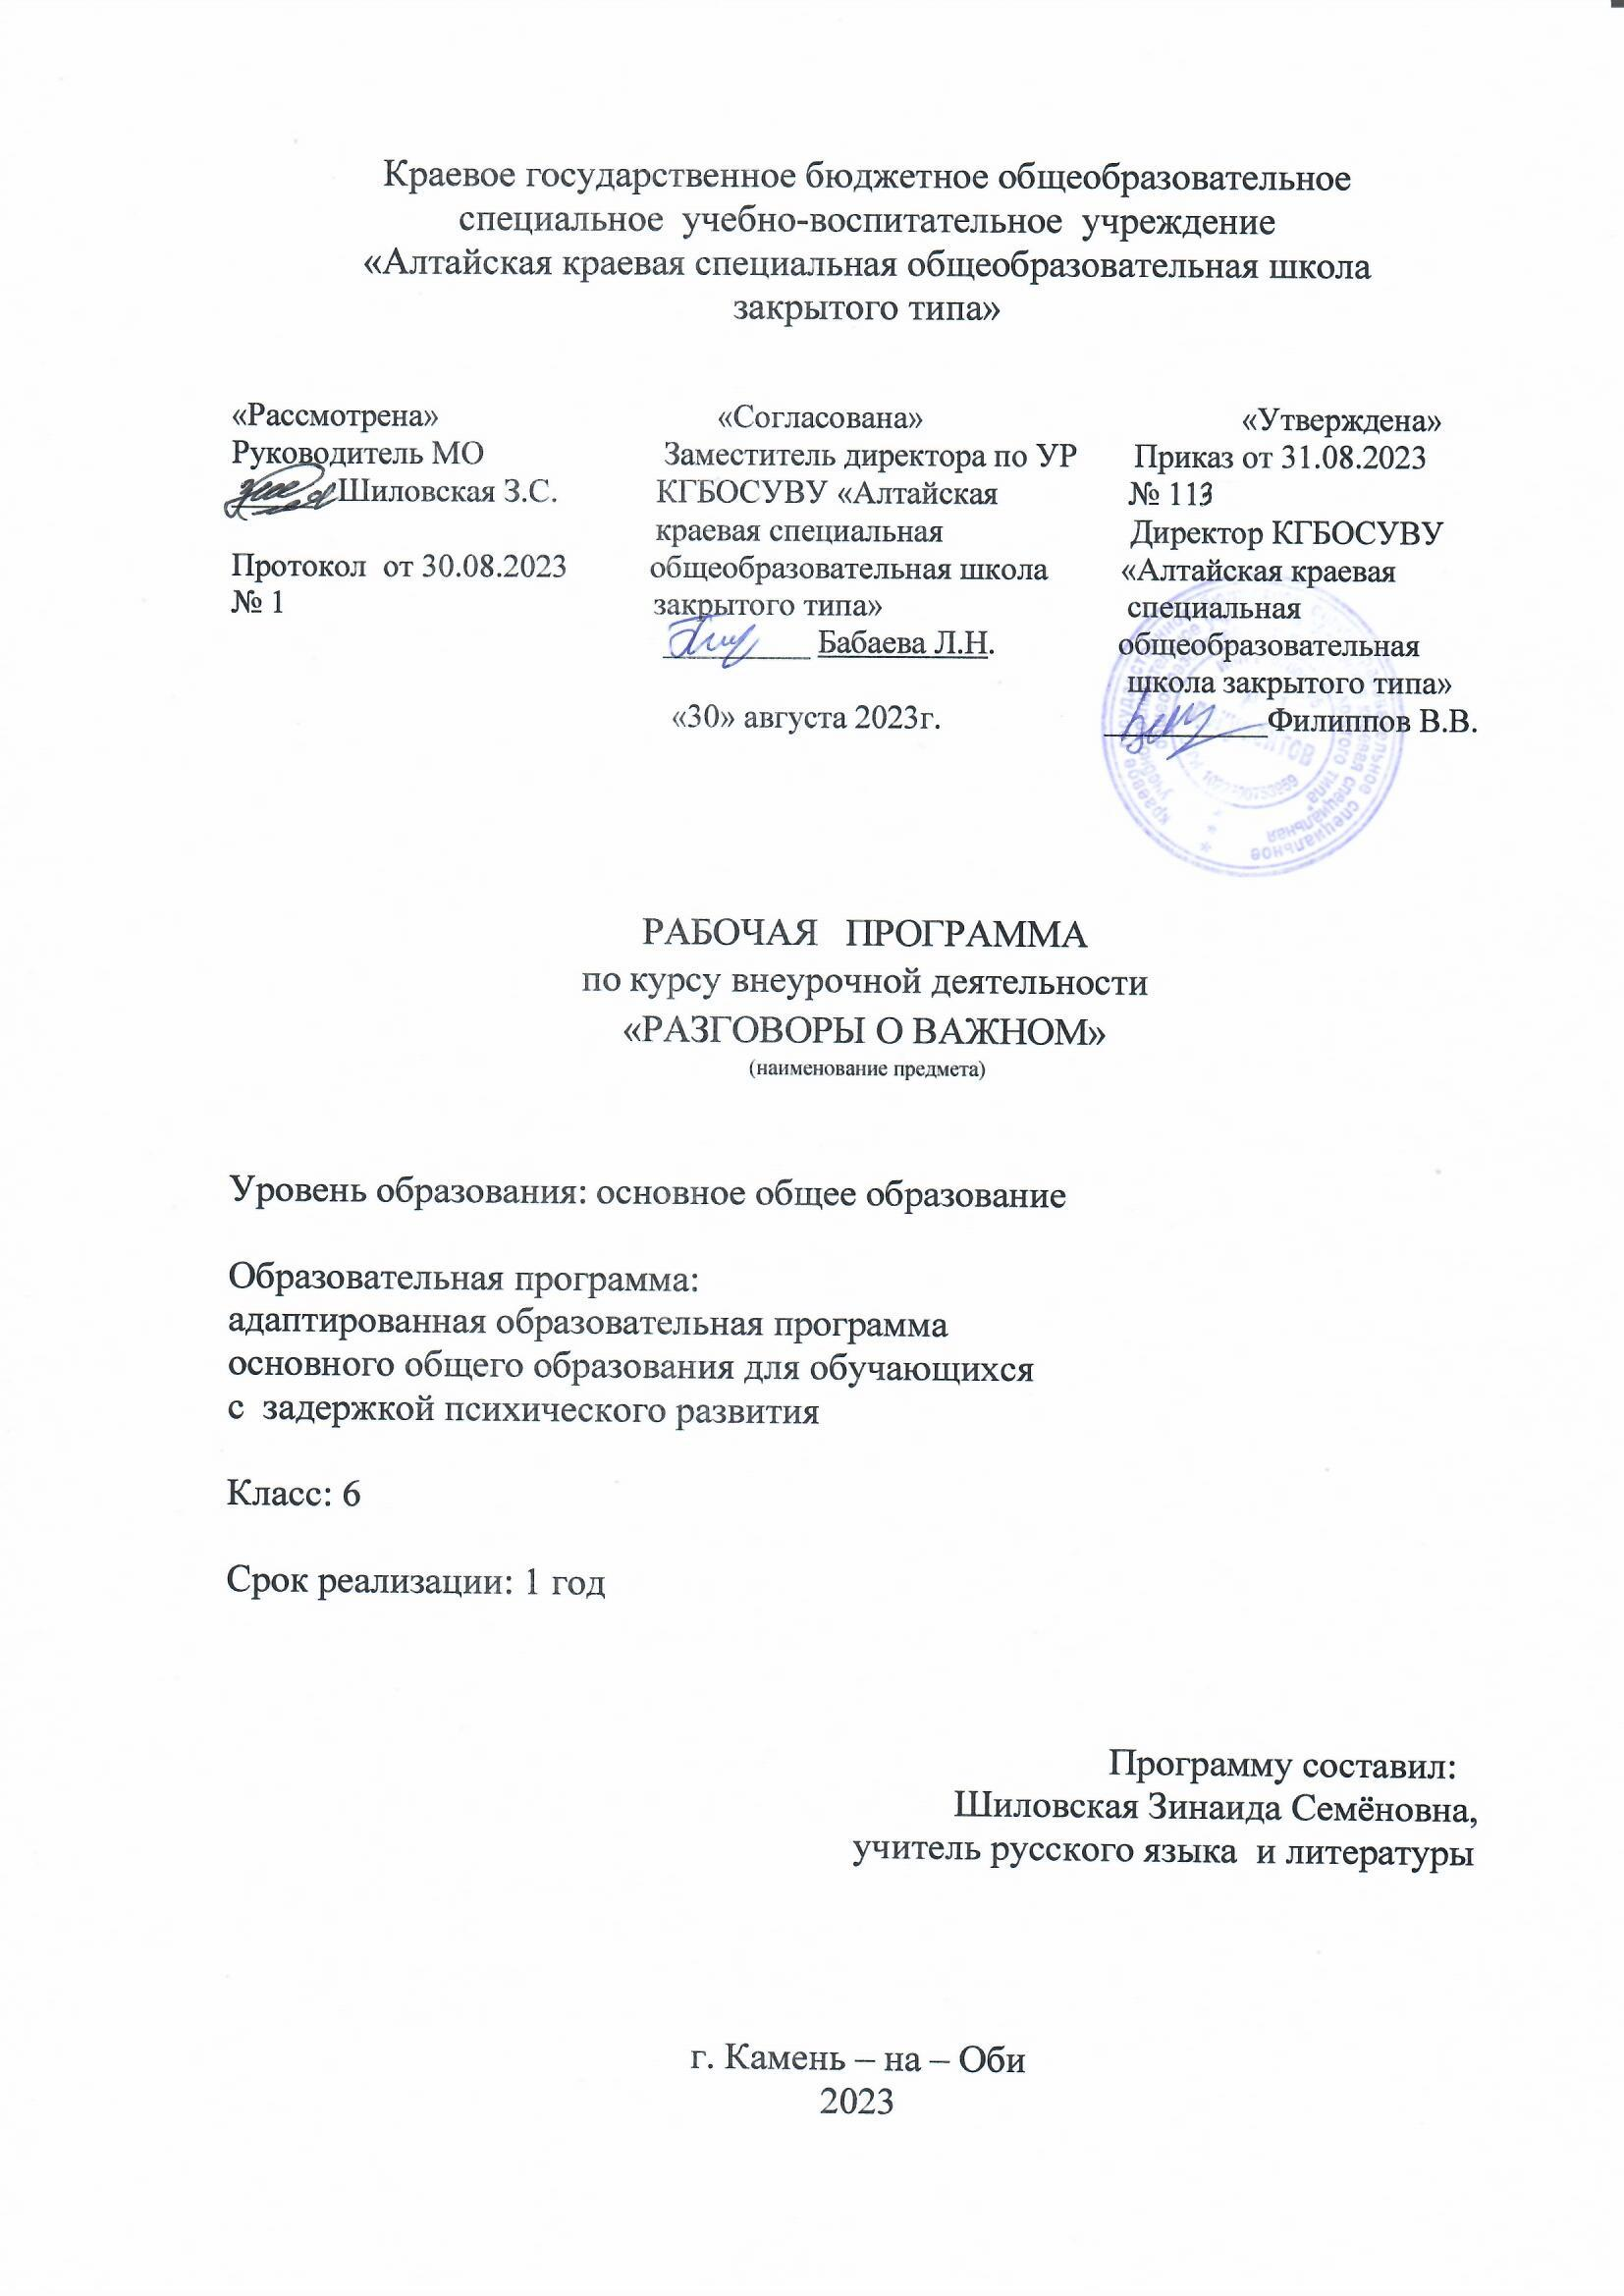 Краевое государственное бюджетное общеобразовательное
специальное учебно-воспитательное учреждение
«Алтайская краевая специальная общеобразовательная школа
закрытого типа»
«Рассмотрена»
Руководитель МО
Шиловская З.С.
Протокол от 30.08.2023
№ 1
«Согласована»
Заместитель директора по УР
КГБОСУВУ «Алтайская
краевая специальная
общеобразовательная школа
закрытого типа»
__________ Бабаева Л.Н.
«30» августа 2023г.
«Утверждена»
Приказ от 31.08.2023
№ 113
Директор КГБОСУВУ
«Алтайская краевая
специальная
общеобразовательная
школа закрытого типа»
___________Филиппов В.В.
РАБОЧАЯ ПРОГРАММА
по курсу внеурочной деятельности
«РАЗГОВОРЫ О ВАЖНОМ»
(наименование предмета)
Уровень образования: основное общее образование
Образовательная программа:
адаптированная образовательная программа
основного общего образования для обучающихся
с задержкой психического развития
Класс: 6
Срок реализации: 1 год
Программу составил:
Шиловская Зинаида Семёновна,
учитель русского языка и литературы
г. Камень – на – Оби
2023